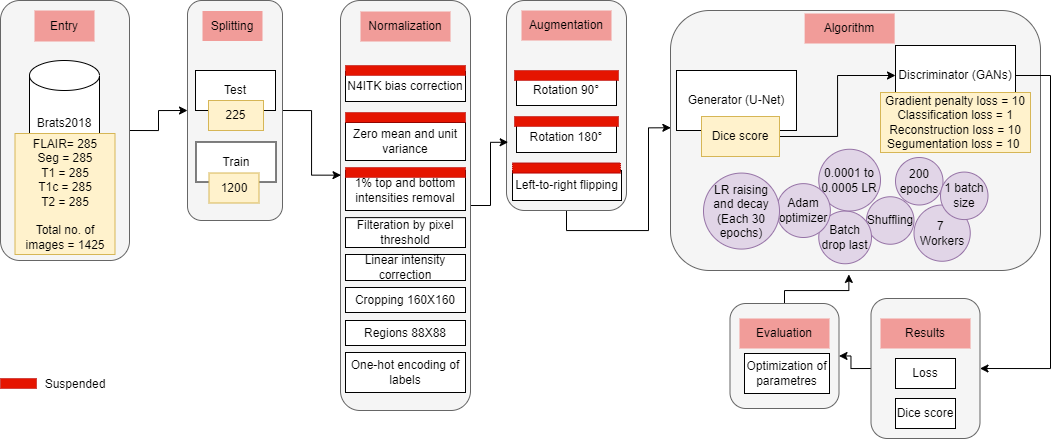 Entry
Brats2018
FLAIR= 285
Seg = 285
T1 = 285
T1c = 285
T2 = 285
Total no. of
images = 1425
Splitting
Test
225
Train
1200
Normalization
N4ITK bias correction
Zero mean and unit
variance
1% top and bottom
intensities removal
Filteration by pixel
threshold
Linear intensity
correction
Cropping 160X160
Regions 88X88
One-hot encoding of
labels
Augmentation
Rotation 90°
Rotation 180°
Left-to-right flipping
Algorithm
Generator (U-Net)
Dice score
Discriminator (GANs)
Gradient penalty loss = 10
Classification loss = 1
Reconstruction loss = 10
Segumentation loss = 10
LR raising
and decay
(Each 30
epochs)
Adam
optimizer
0.0001 to
0.0005 LR
Batch
drop last
Shuffling
200
epochs
7
Workers
1 batch
size
Evaluation
Optimization of
parametres
Results
Loss
Dice score
Suspended